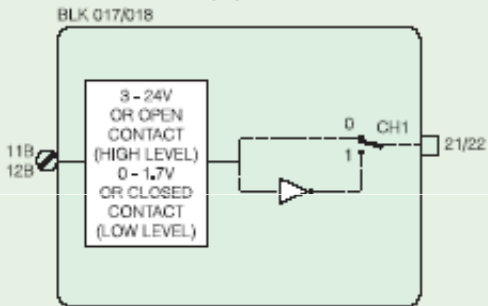 BLK 017/018
3 - 24V
OR OPEN
CONTACT
(HIGH LEVEL)
0 - 1.7V
OR CLOSED
CONTACT
(LOW LEVEL)
11B
12B
0
CH1
1
21/22